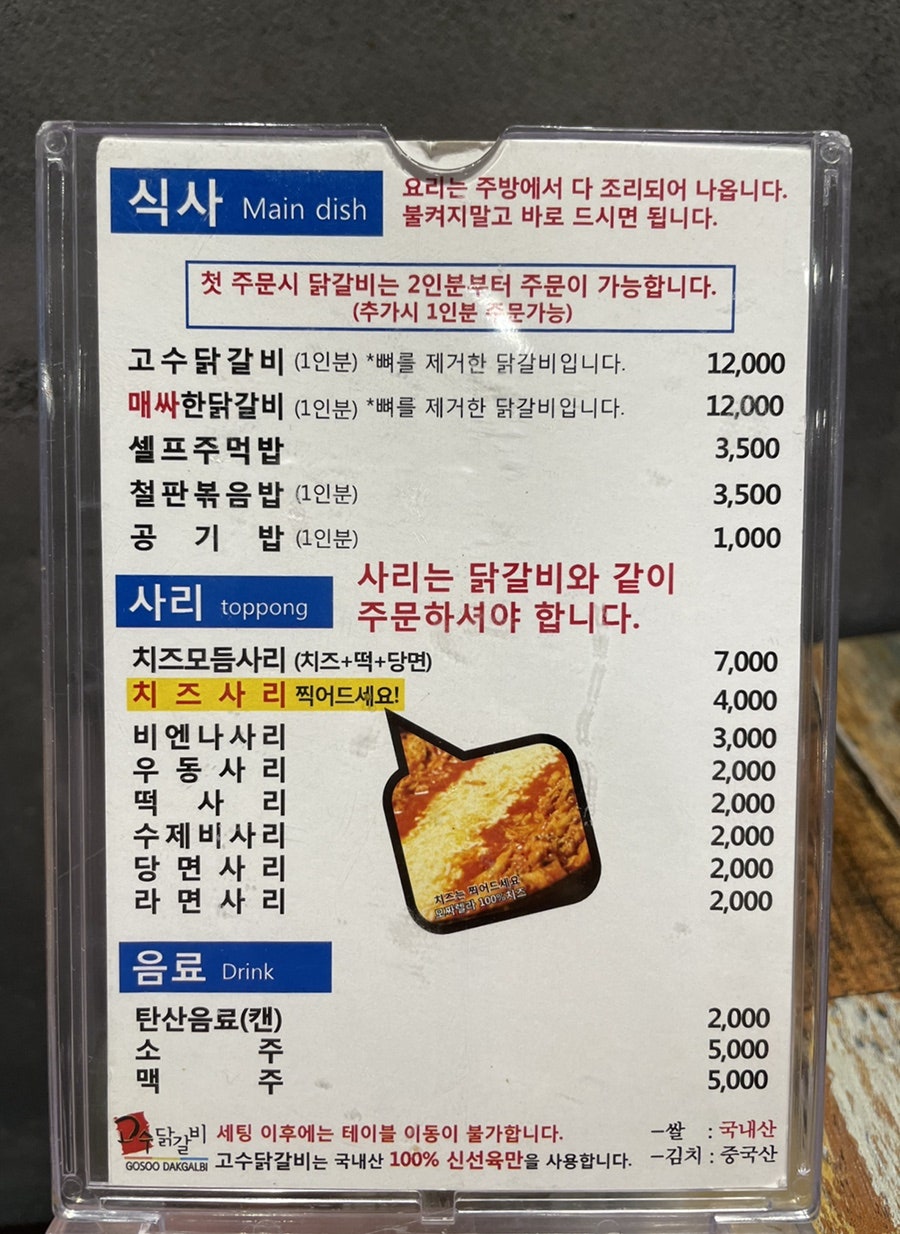 식사 Main dish
요리는 주방에서 다 조리되어 나옵니다.
불켜지말고 바로 드시면 됩니다.
첫 주문시 닭갈비는 2인분부터 주문이 가능합니다.
(추가시 1인분 주문가능)
고수닭갈비 (1인분) *뼈를 제거한 닭갈비입니다. 12,000
매싸한닭갈비 (1인분) *뼈를 제거한 닭갈비입니다. 12,000
셀프주먹밥 3,500
철판볶음밥 (1인분) 3,500
공기밥 (1인분) 1,000
사리 toppong
사리는 닭갈비와 같이
주문하셔야 합니다.
치즈모듬사리 (치즈+떡+당면) 7,000
치즈사리 찍어드세요! 4,000
비엔나사리 3,000
우동사리 2,000
떡사리 2,000
수제비사리 2,000
당면사리 2,000
라면사리 2,000
치즈는 찍어드세요
모짜렐라 100%치즈
음료 Drink
탄산음료(캔) 2,000
소주 5,000
맥주 5,000
고수닭갈비
GOSOO DAKGALBI
세팅 이후에는 테이블 이동이 불가합니다.
고수닭갈비는 국내산 100% 신선육만을 사용합니다.
-쌀 : 국내산
-김치 : 중국산